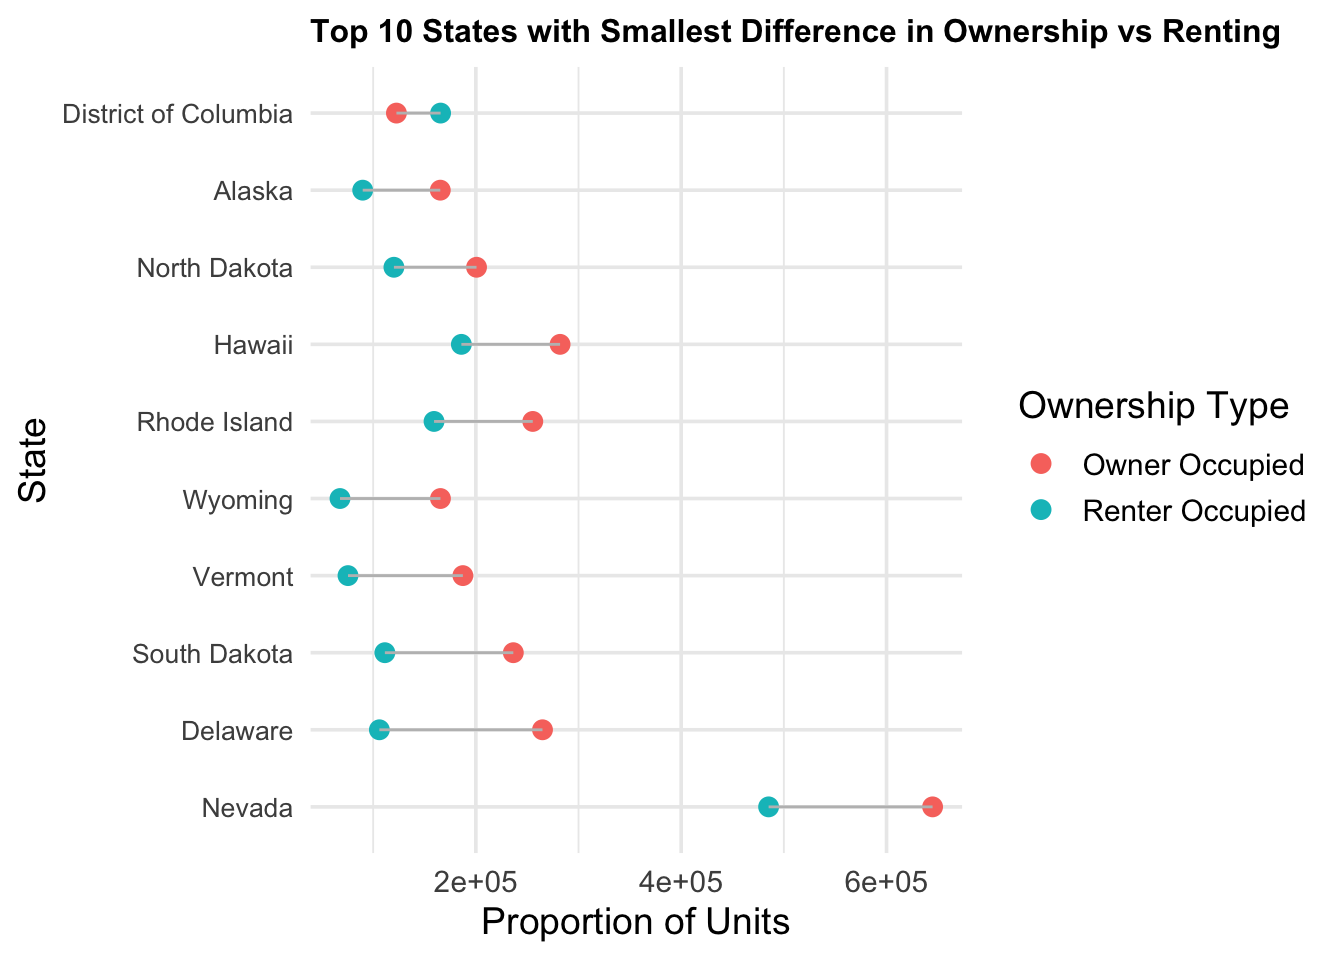 Top 10 States with Smallest Difference in Ownership vs Renting
District of Columbia
Alaska
North Dakota
Hawaii
Rhode Island
Wyoming
Vermont
South Dakota
Delaware
Nevada
State
2e+05 4e+05 6e+05
Proportion of Units
Ownership Type
Owner Occupied
Renter Occupied